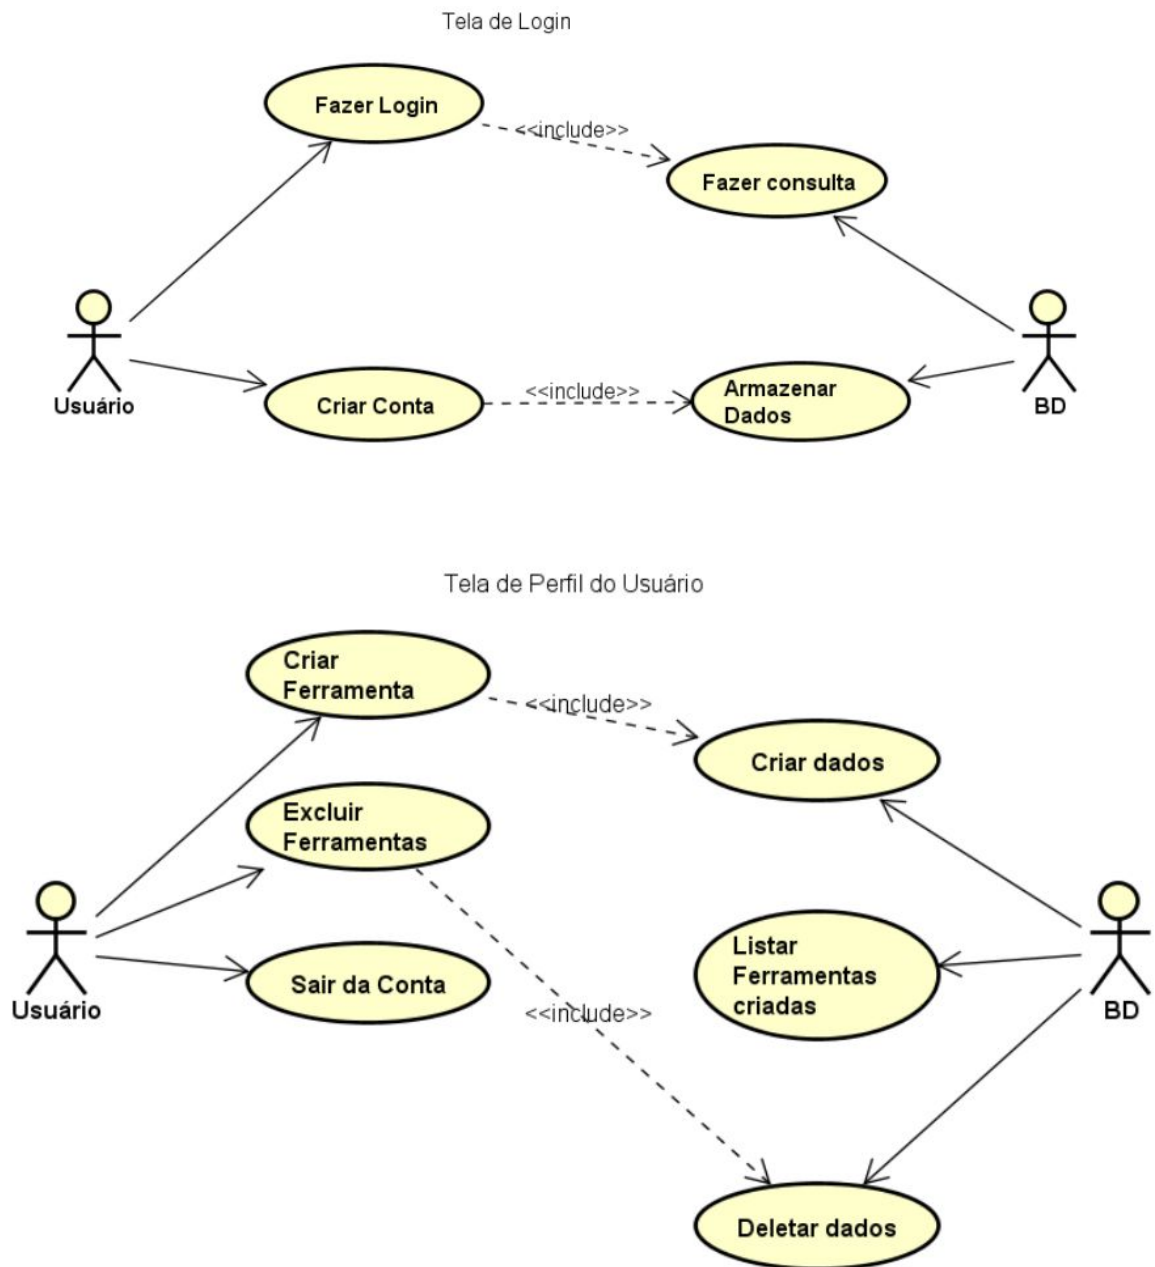 Tela de Login
Fazer Login
<<include>>
Fazer consulta
Usuário
Criar Conta
<<include>>
Armazenar
Dados
BD
Tela de Perfil do Usuário
Criar
Ferramenta
<<include>>
Criar dados
Excluir
Ferramentas
Usuário
Sair da Conta
<<include>>
Listar
Ferramentas
criadas
BD
Deletar dados